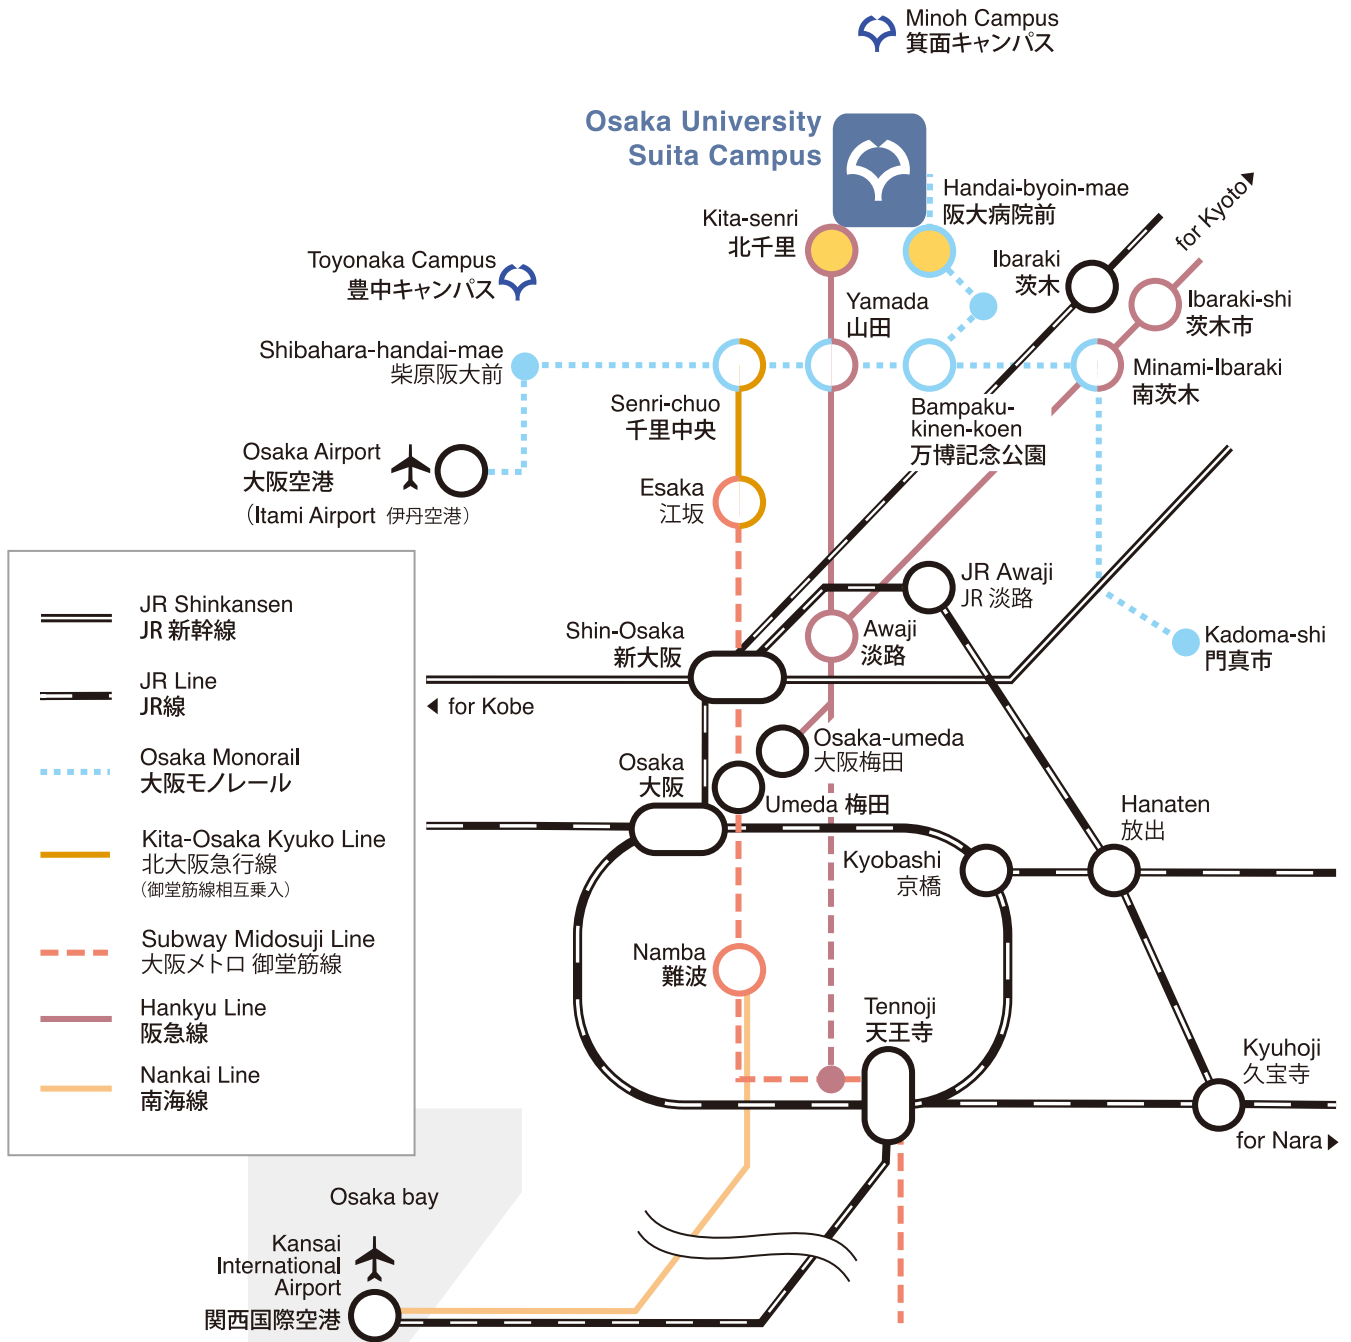 Minoh Campus
箕面キャンパス
Osaka University
Suita Campus
Handai-byoin-mae
阪大病院前
Kita-senri
北千里
for Kyoto
Ibaraki
茨木
Toyonaka Campus
豊中キャンパス
Yamada
山田
Ibaraki-shi
茨木市
Shibahara-handai-mae
柴原阪大前
Minami-Ibaraki
南茨木
Senri-chuo
千里中央
Bampaku-
kinen-koen
万博記念公園
Osaka Airport
大阪空港
(Itami Airport 伊丹空港)
Esaka
江坂
JR Awaji
JR 淡路
JR Shinkansen
JR 新幹線
JR Line
JR線
Osaka Monorail
大阪モノレール
Kita-Osaka Kyuko Line
北大阪急行線
(御堂筋線相互乗入)
Subway Midosuji Line
大阪メトロ 御堂筋線
Hankyu Line
阪急線
Nankai Line
南海線
Shin-Osaka
新大阪
Awaji
淡路
Kadoma-shi
門真市
for Kobe
Osaka-umeda
大阪梅田
Osaka
大阪
Umeda 梅田
Hanaten
放出
Kyobashi
京橋
Namba
難波
Tennoji
天王寺
Kyuhoji
久宝寺
for Nara
Osaka bay
Kansai
International
Airport
関西国際空港